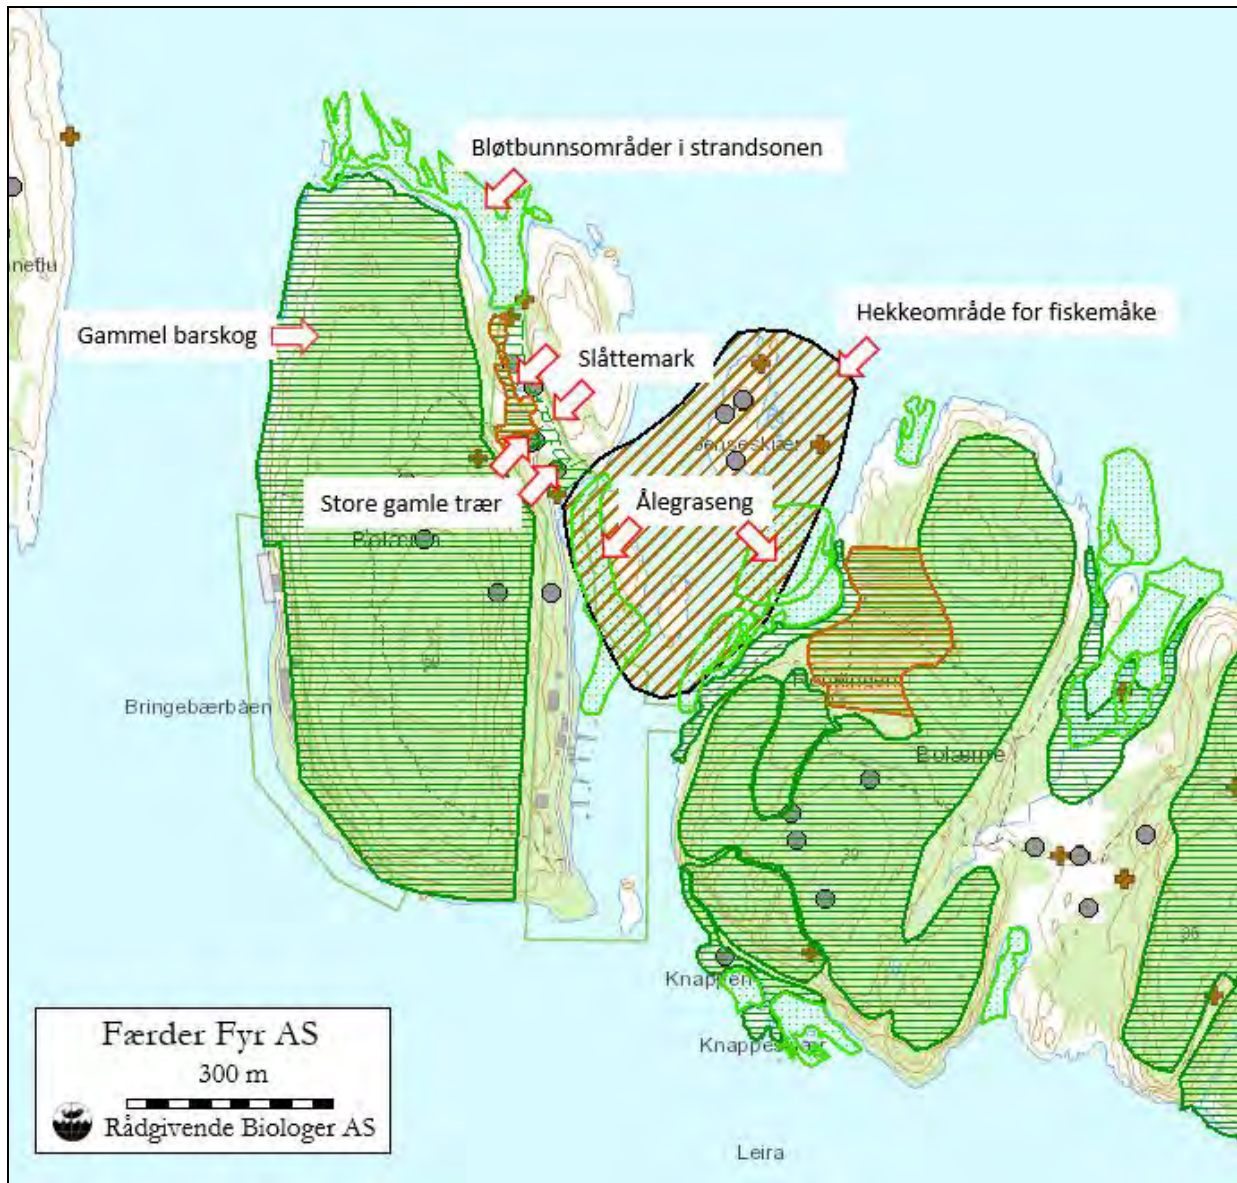 Bløtbunnsområder i strandsonen
Hekkeområde for fiskemåke
Gammel barskog
Slåttemark
Store gamle trær
Ålegraseng
Bringebærbåen
Bolærne
Knappen
Knappeskjær
Leira
Færder Fyr AS
300 m
Rådgivende Biologer AS